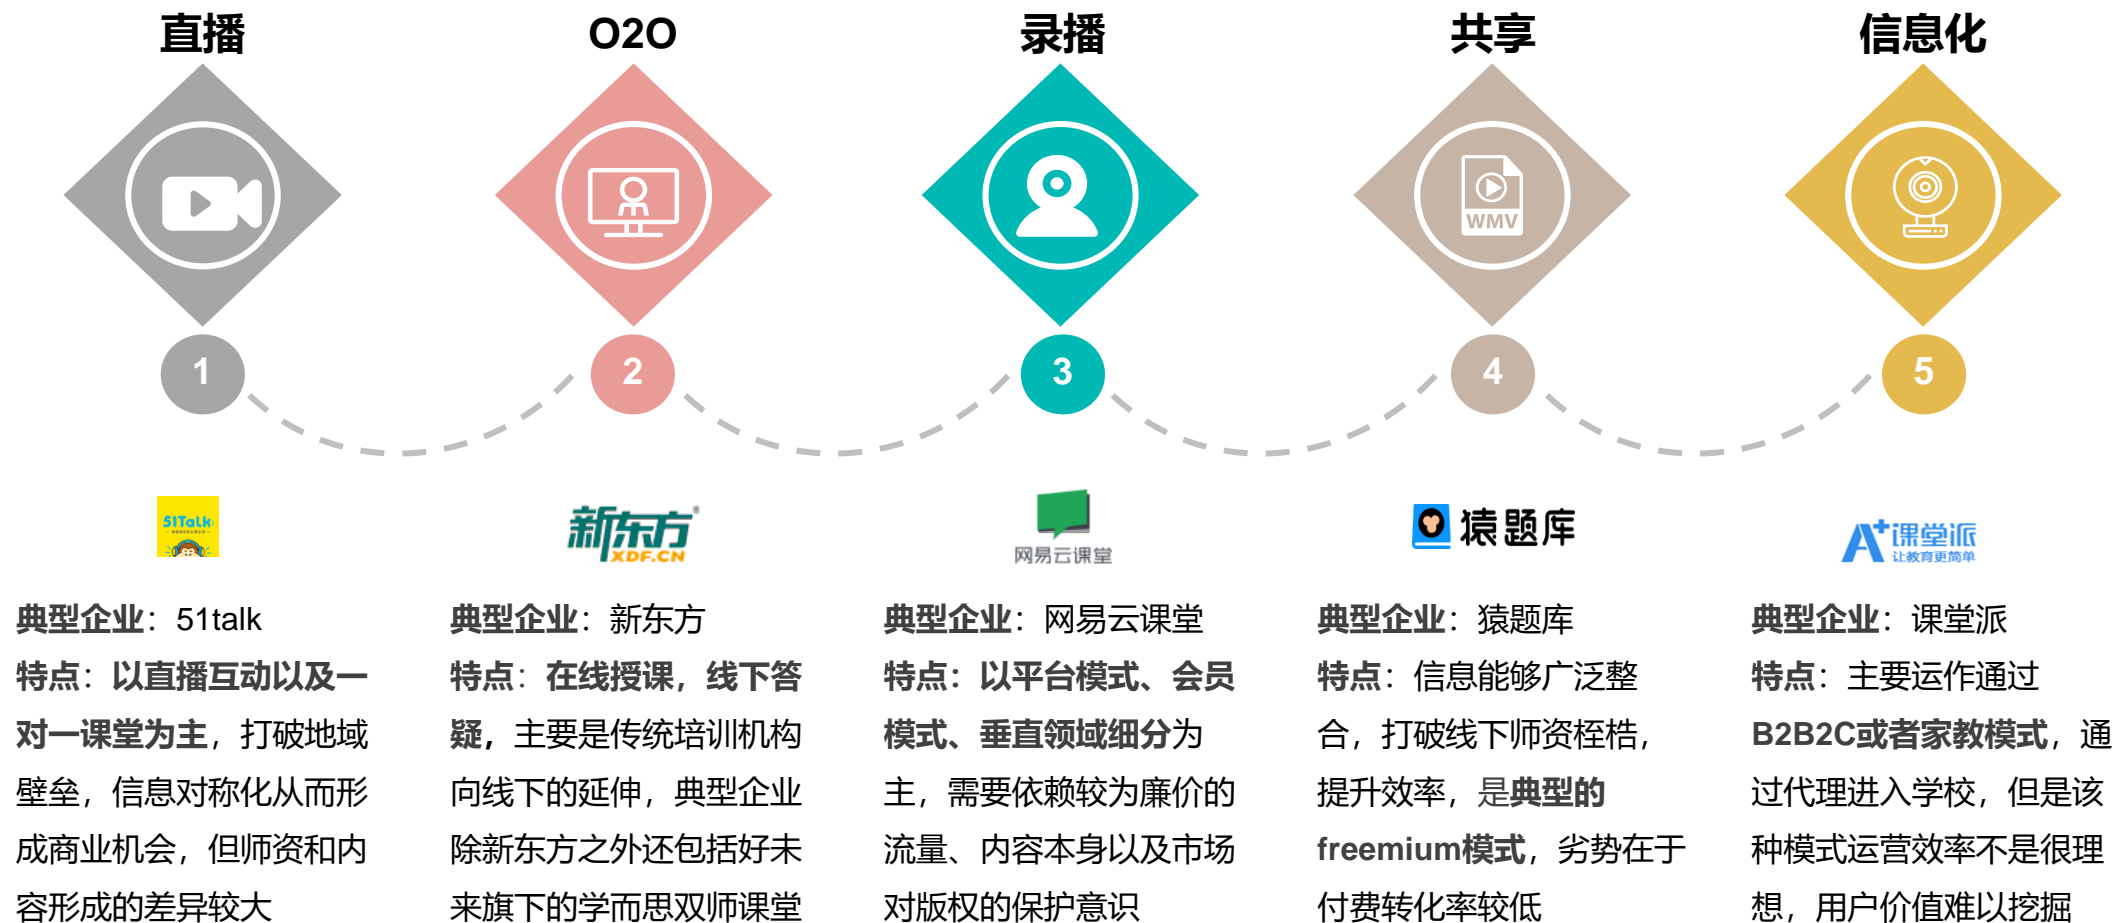 直播
O2O
录播
共享
信息化
WMV
1
2
3
4
5
51Talk
新东方
XDF.CN
网易云课堂
猿题库
A+课堂派
让教育更简单
典型企业：51talk
特点：以直播互动以及一
对一课堂为主，打破地域
壁垒，信息对称化从而形
成商业机会，但师资和内
容形成的差异较大
典型企业：新东方
特点：在线授课，线下答
疑，主要是传统培训机构
向线下的延伸，典型企业
除新东方之外还包括好未
来旗下的学而思双师课堂
典型企业：网易云课堂
特点：以平台模式、会员
模式、垂直领域细分为
主，需要依赖较为廉价的
流量、内容本身以及市场
对版权的保护意识
典型企业：猿题库
特点：信息能够广泛整
合，打破线下师资桎梏，
提升效率，是典型的
freemium模式，劣势在于
付费转化率较低
典型企业：课堂派
特点：主要运作通过
B2B2C或者家教模式，通
过代理进入学校，但是该
种模式运营效率不是很理
想，用户价值难以挖掘